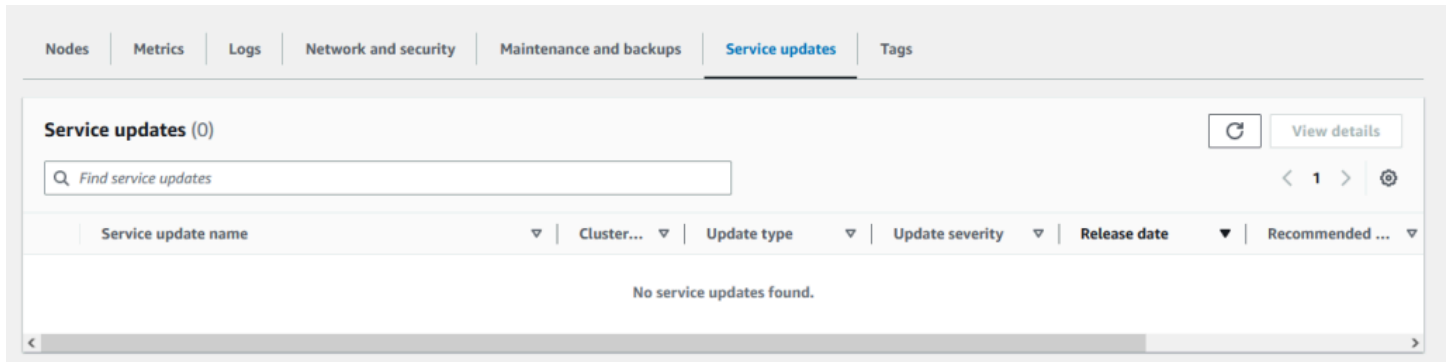 Nodes Metrics Logs Network and security Maintenance and backups Service updates Tags
Service updates (0) View details
Find service updates 1
Service update name Cluster... Update type Update severity Release date Recommended ...
No service updates found.